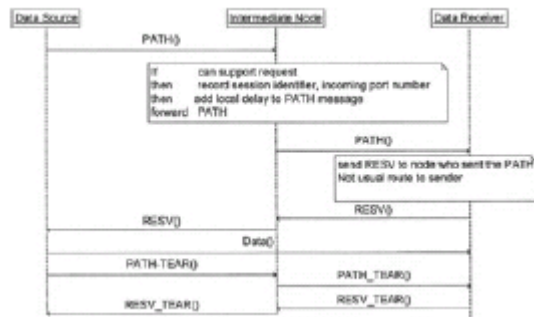 Data Source
Intermediate Node
Data Receiver
PATH()
If can support request
then record session identifier, incoming port number
then add local delay to PATH message
forward PATH
PATH()
send RESV to node who sent the PATH
Not usual route to sender
RESV()
RESV()
Data()
PATH-TEAR()
PATH_TEAR()
RESV_TEAR()
RESV_TEAR()